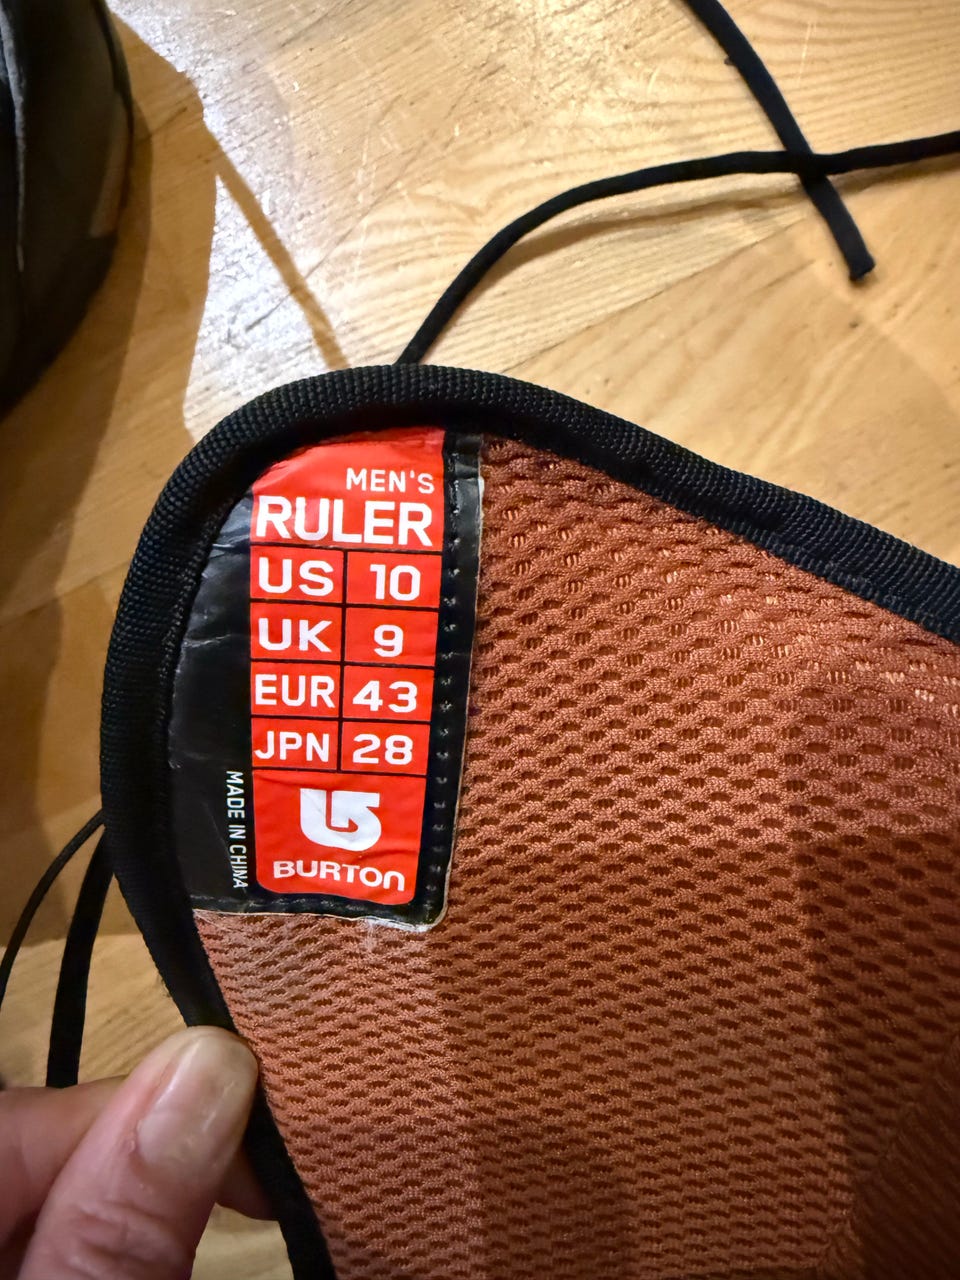 MEN'S
RULER
US 10
UK 9
EUR 43
JPN 28
BURTON
MADE IN CHINA